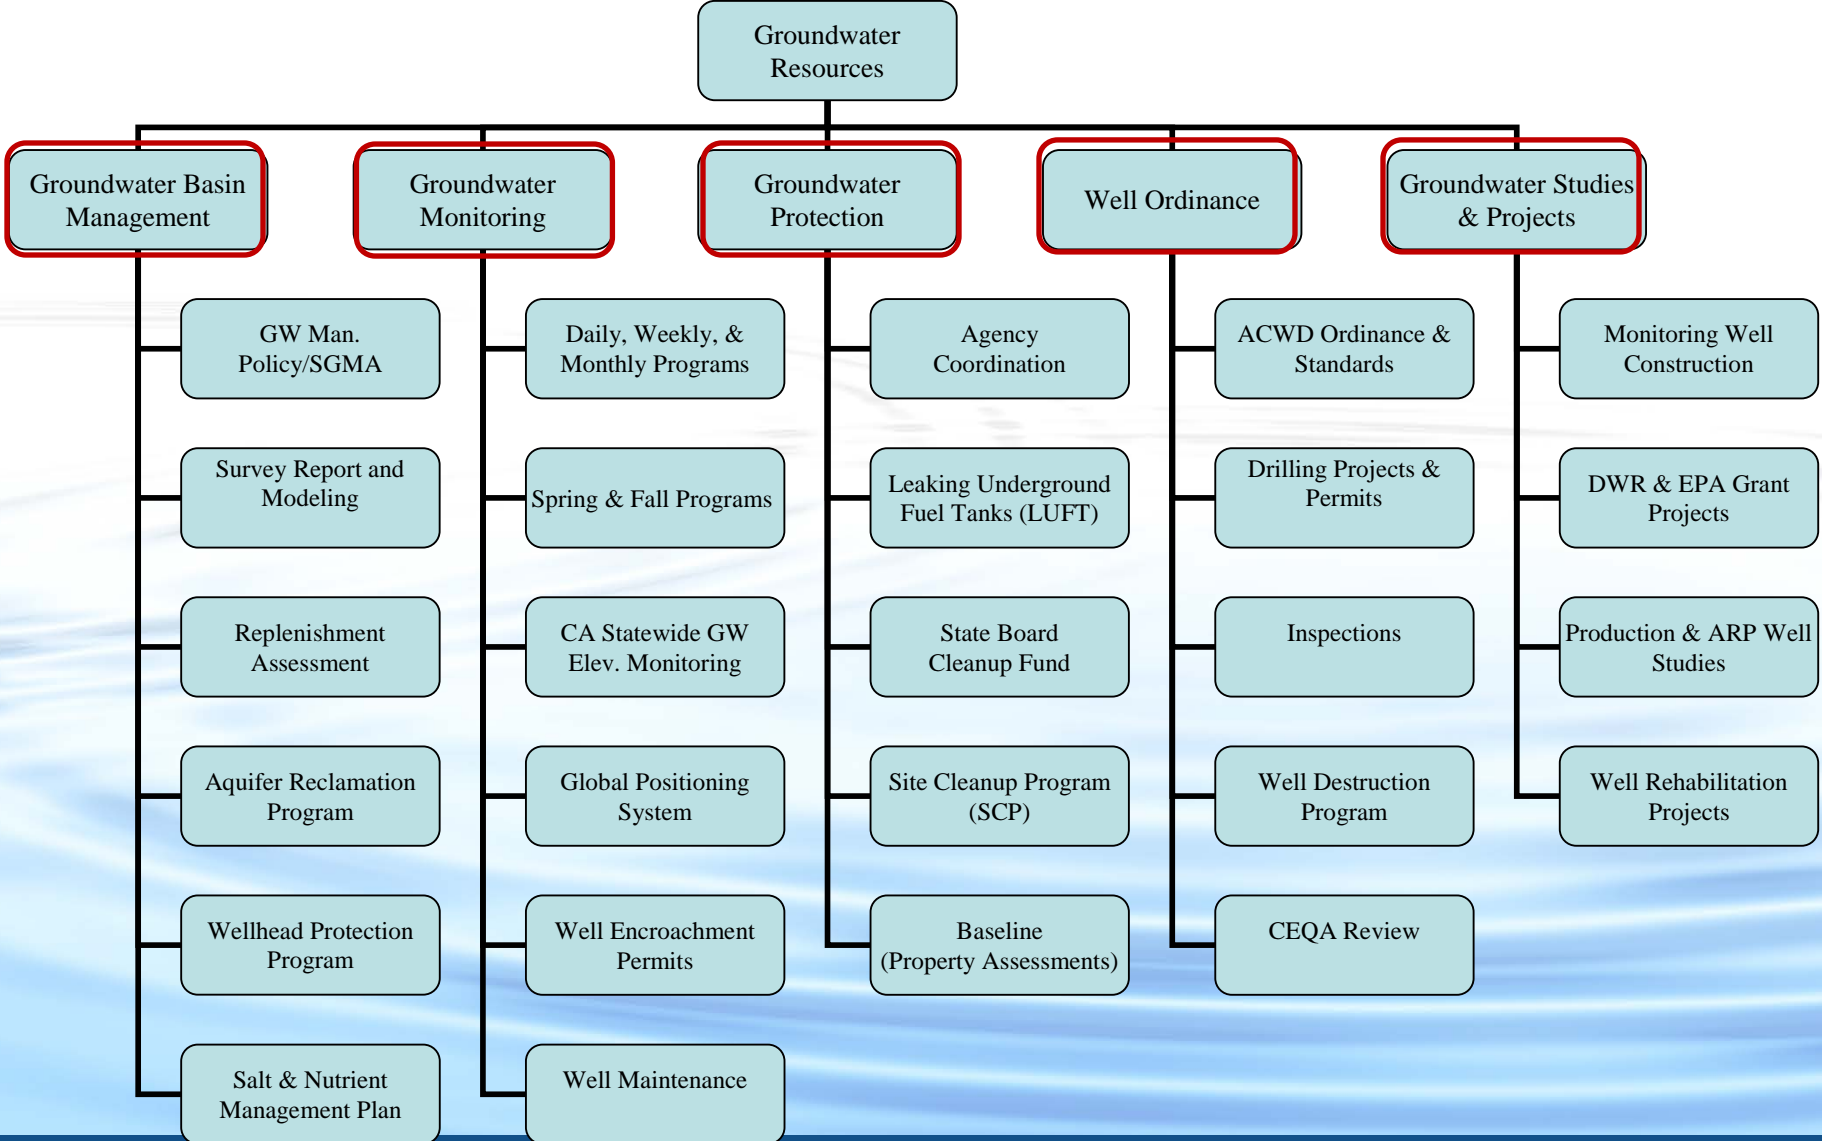 Groundwater
Resources
Groundwater Basin
Management
Groundwater
Monitoring
Groundwater
Protection
Well Ordinance
Groundwater Studies
& Projects
GW Man.
Policy/SGMA
Survey Report and
Modeling
Replenishment
Assessment
Aquifer Reclamation
Program
Wellhead Protection
Program
Salt & Nutrient
Management Plan
Daily, Weekly, &
Monthly Programs
Spring & Fall Programs
CA Statewide GW
Elev. Monitoring
Global Positioning
System
Well Encroachment
Permits
Well Maintenance
Agency
Coordination
Leaking Underground
Fuel Tanks (LUFT)
State Board
Cleanup Fund
Site Cleanup Program
(SCP)
Baseline
(Property Assessments)
ACWD Ordinance &
Standards
Drilling Projects &
Permits
Inspections
Well Destruction
Program
CEQA Review
Monitoring Well
Construction
DWR & EPA Grant
Projects
Production & ARP Well
Studies
Well Rehabilitation
Projects